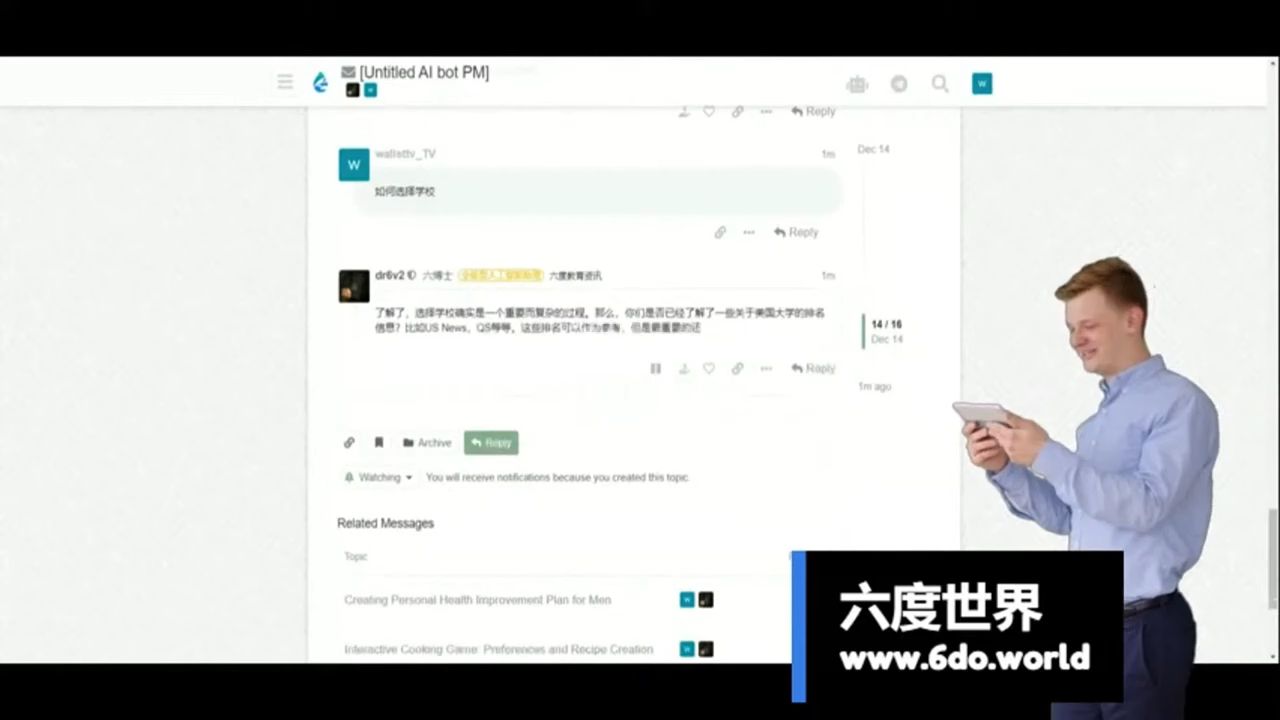 [Untitled AI bot PM]
Reply
wallettv_TV
1m
Dec 14
W
如何选择学校
Reply
dr6v2 六博士 六度教育资讯
1m
了解了，选择学校确实是一个重要而复杂的过程。那么，你们是否已经了解了一些关于美国大学的排名
信息？比如US News，QS等等。这些排名可以作为参考，但是最重要的还
14 / 16
Dec 14
Reply
1m ago
Archive
Reply
Watching
You will receive notifications because you created this topic
Related Messages
Topic
Creating Personal Health Improvement Plan for Men
Interactive Cooking Game: Preferences and Recipe Creation
六度世界
www.6do.world